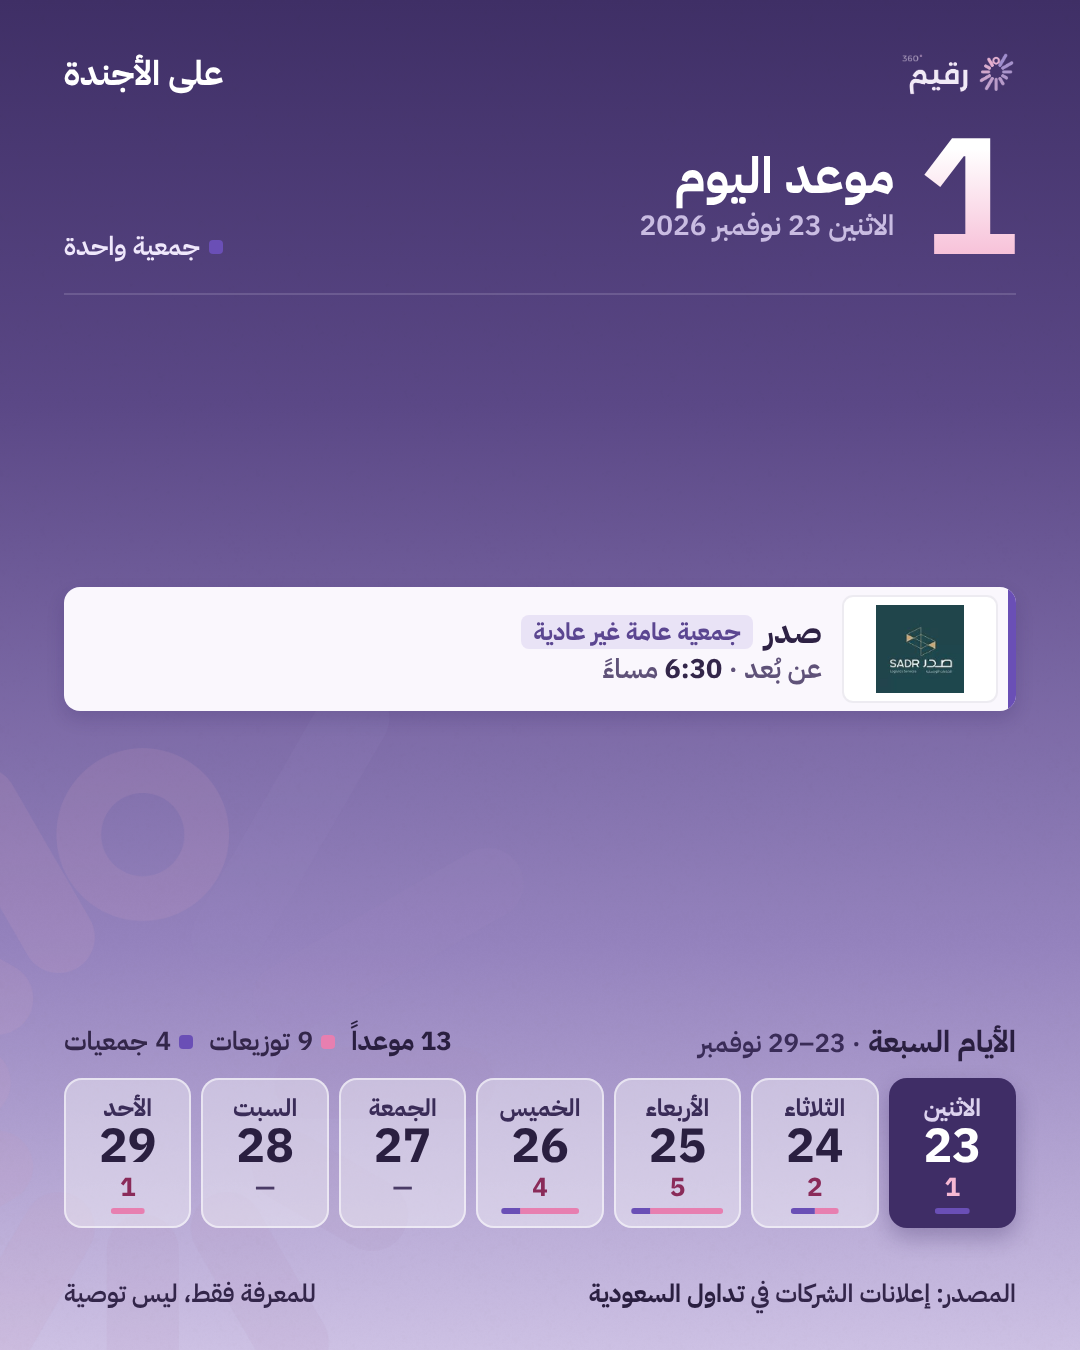 رقيم 360°
على الأجندة
1
موعد اليوم
الاثنين 23 نوفمبر 2026
جمعية واحدة
صدر
SADR
صدر جمعية عامة غير عادية
عن بُعد · 6:30 مساءً
الأيام السبعة · 23–29 نوفمبر
13 موعداً 9 توزيعات 4 جمعيات
الاثنين 23 1
الثلاثاء 24 2
الأربعاء 25 5
الخميس 26 4
الجمعة 27 –
السبت 28 –
الأحد 29 1
المصدر: إعلانات الشركات في تداول السعودية
للمعرفة فقط، ليس توصية